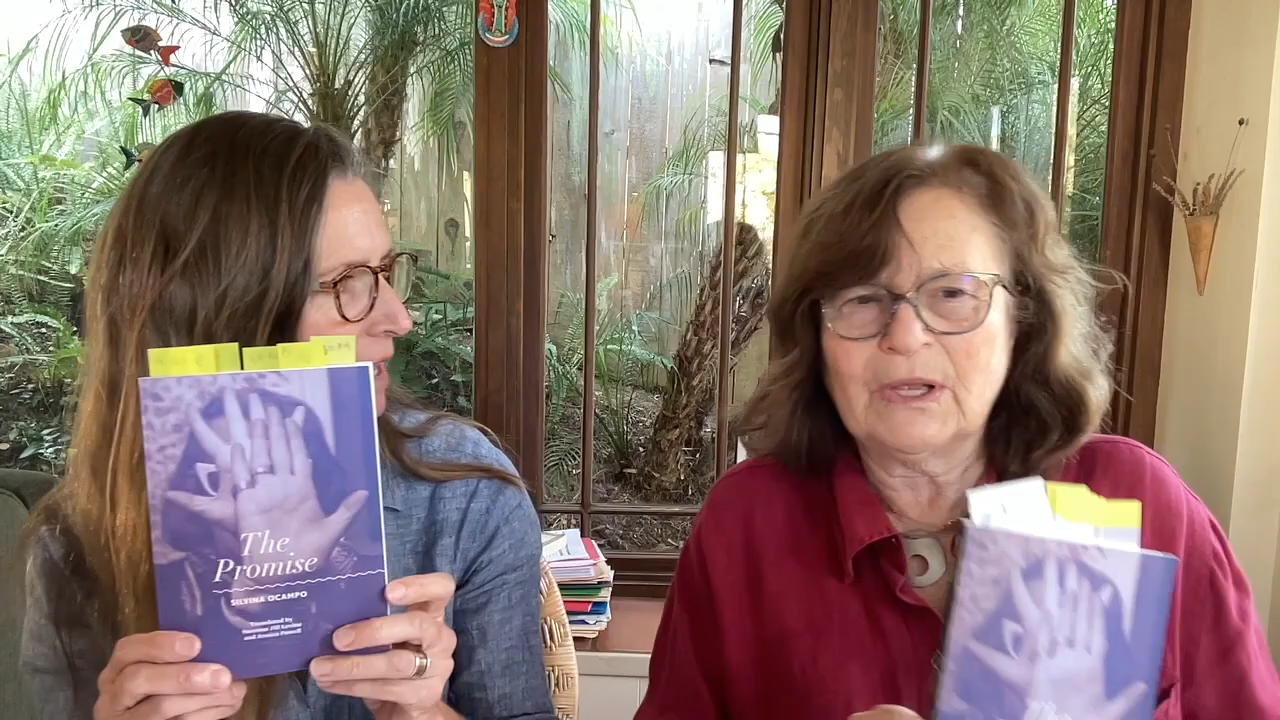 The
Promise
SILVINA OCAMPO
Translated by
Suzanne Jill Levine
and Jessica Powell